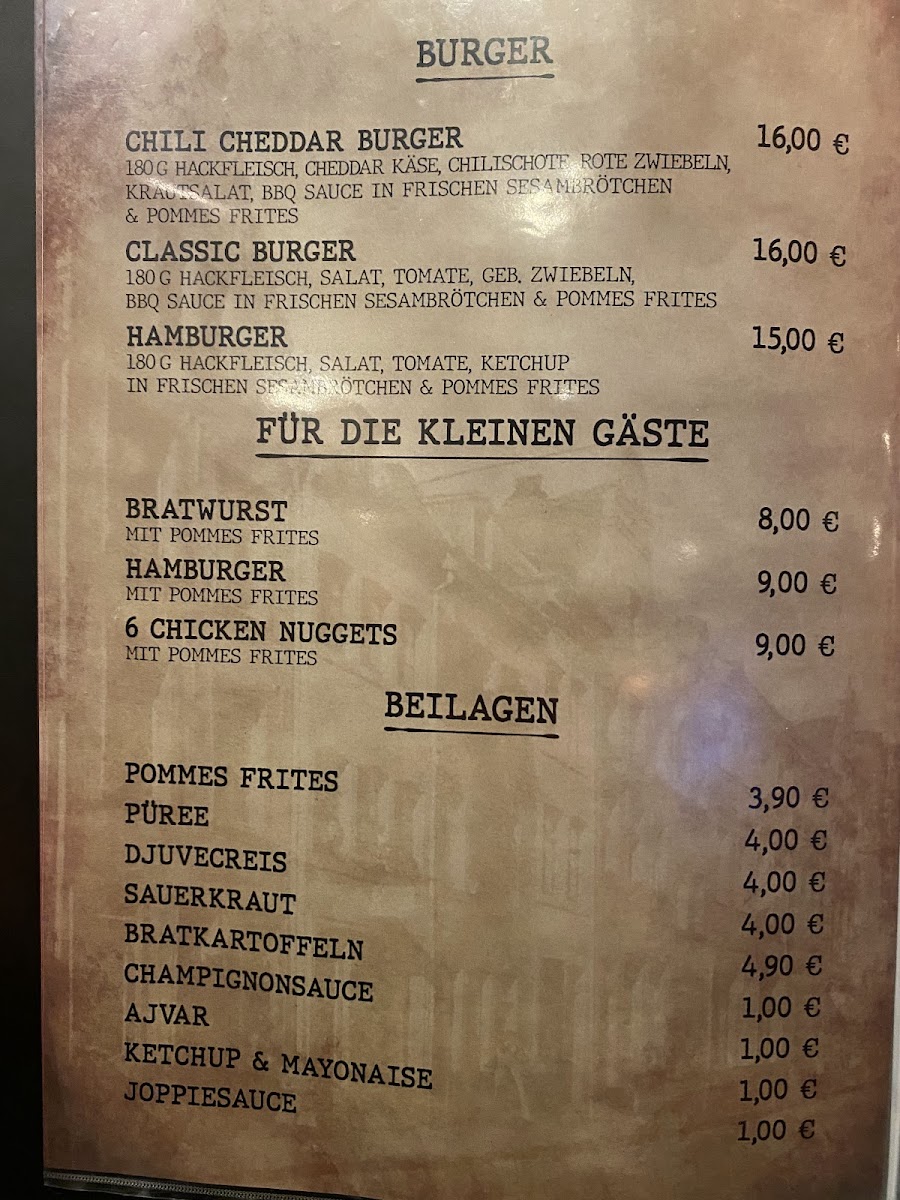 BURGER
CHILI CHEDDAR BURGER 16,00 €
180 G HACKFLEISCH, CHEDDAR KÄSE, CHILISCHOTE, ROTE ZWIEBELN,
KRAUTSALAT, BBQ SAUCE IN FRISCHEN SESAMBRÖTCHEN
& POMMES FRITES
CLASSIC BURGER 16,00 €
180 G HACKFLEISCH, SALAT, TOMATE, GEB. ZWIEBELN,
BBQ SAUCE IN FRISCHEN SESAMBRÖTCHEN & POMMES FRITES
HAMBURGER 15,00 €
180 G HACKFLEISCH, SALAT, TOMATE, KETCHUP
IN FRISCHEN SESAMBRÖTCHEN & POMMES FRITES
FÜR DIE KLEINEN GÄSTE
BRATWURST 8,00 €
MIT POMMES FRITES
HAMBURGER 9,00 €
MIT POMMES FRITES
6 CHICKEN NUGGETS 9,00 €
MIT POMMES FRITES
BEILAGEN
POMMES FRITES 3,90 €
PÜREE 4,00 €
DJUVECREIS 4,00 €
SAUERKRAUT 4,00 €
BRATKARTOFFELN 4,90 €
CHAMPIGNONSAUCE 1,00 €
AJVAR 1,00 €
KETCHUP & MAYONAISE 1,00 €
JOPPIESAUCE 1,00 €